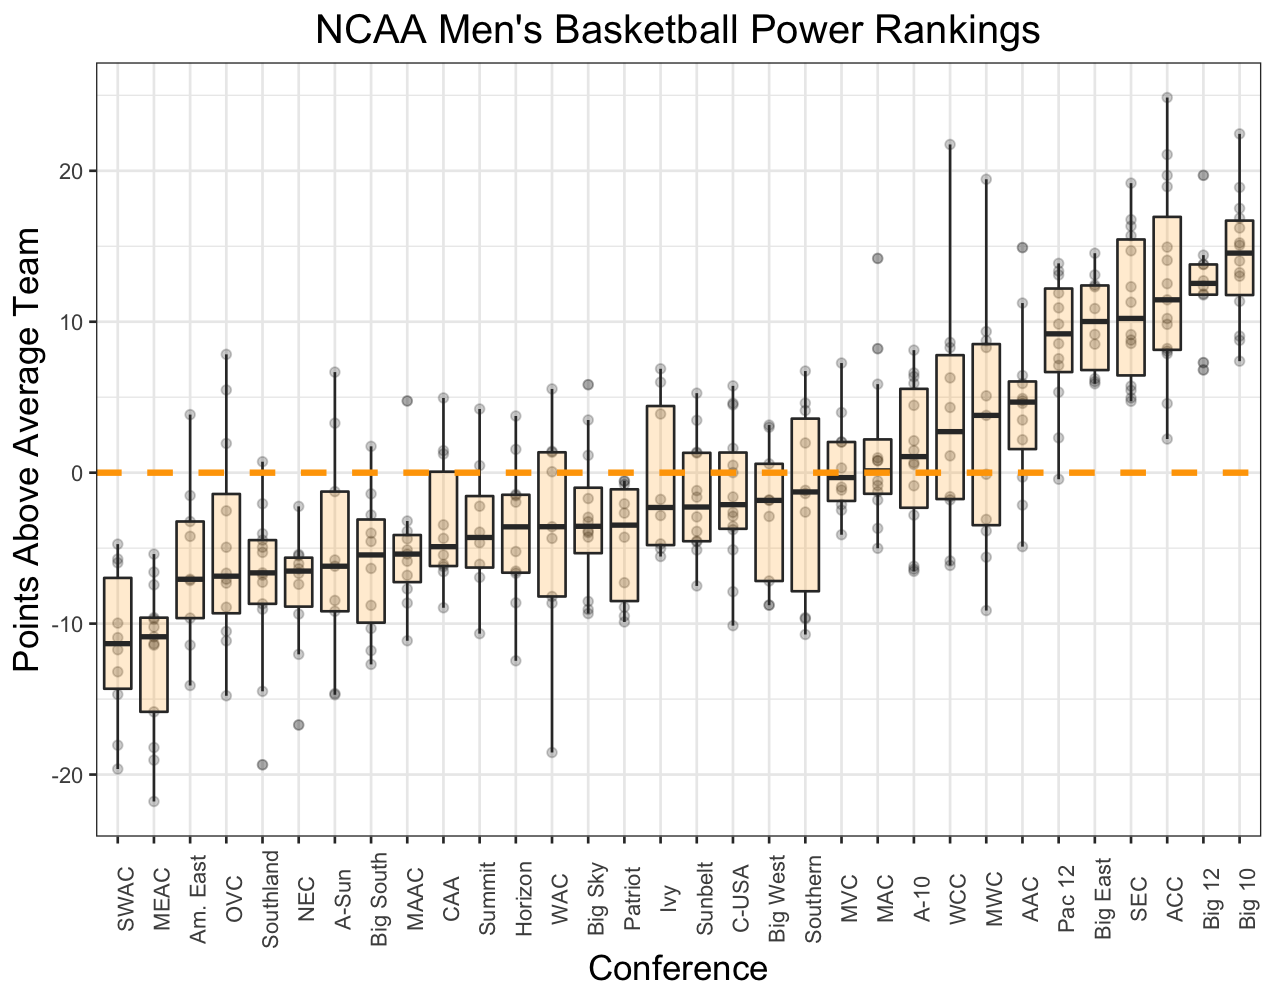 NCAA Men's Basketball Power Rankings
Points Above Average Team
20
10
0
-10
-20
SWAC
MEAC
Am. East
OVC
Southland
NEC
A-Sun
Big South
MAAC
CAA
Summit
Horizon
WAC
Big Sky
Patriot
Ivy
Sunbelt
C-USA
Big West
Southern
MVC
MAC
A-10
WCC
MWC
AAC
Pac 12
Big East
SEC
ACC
Big 12
Big 10
Conference